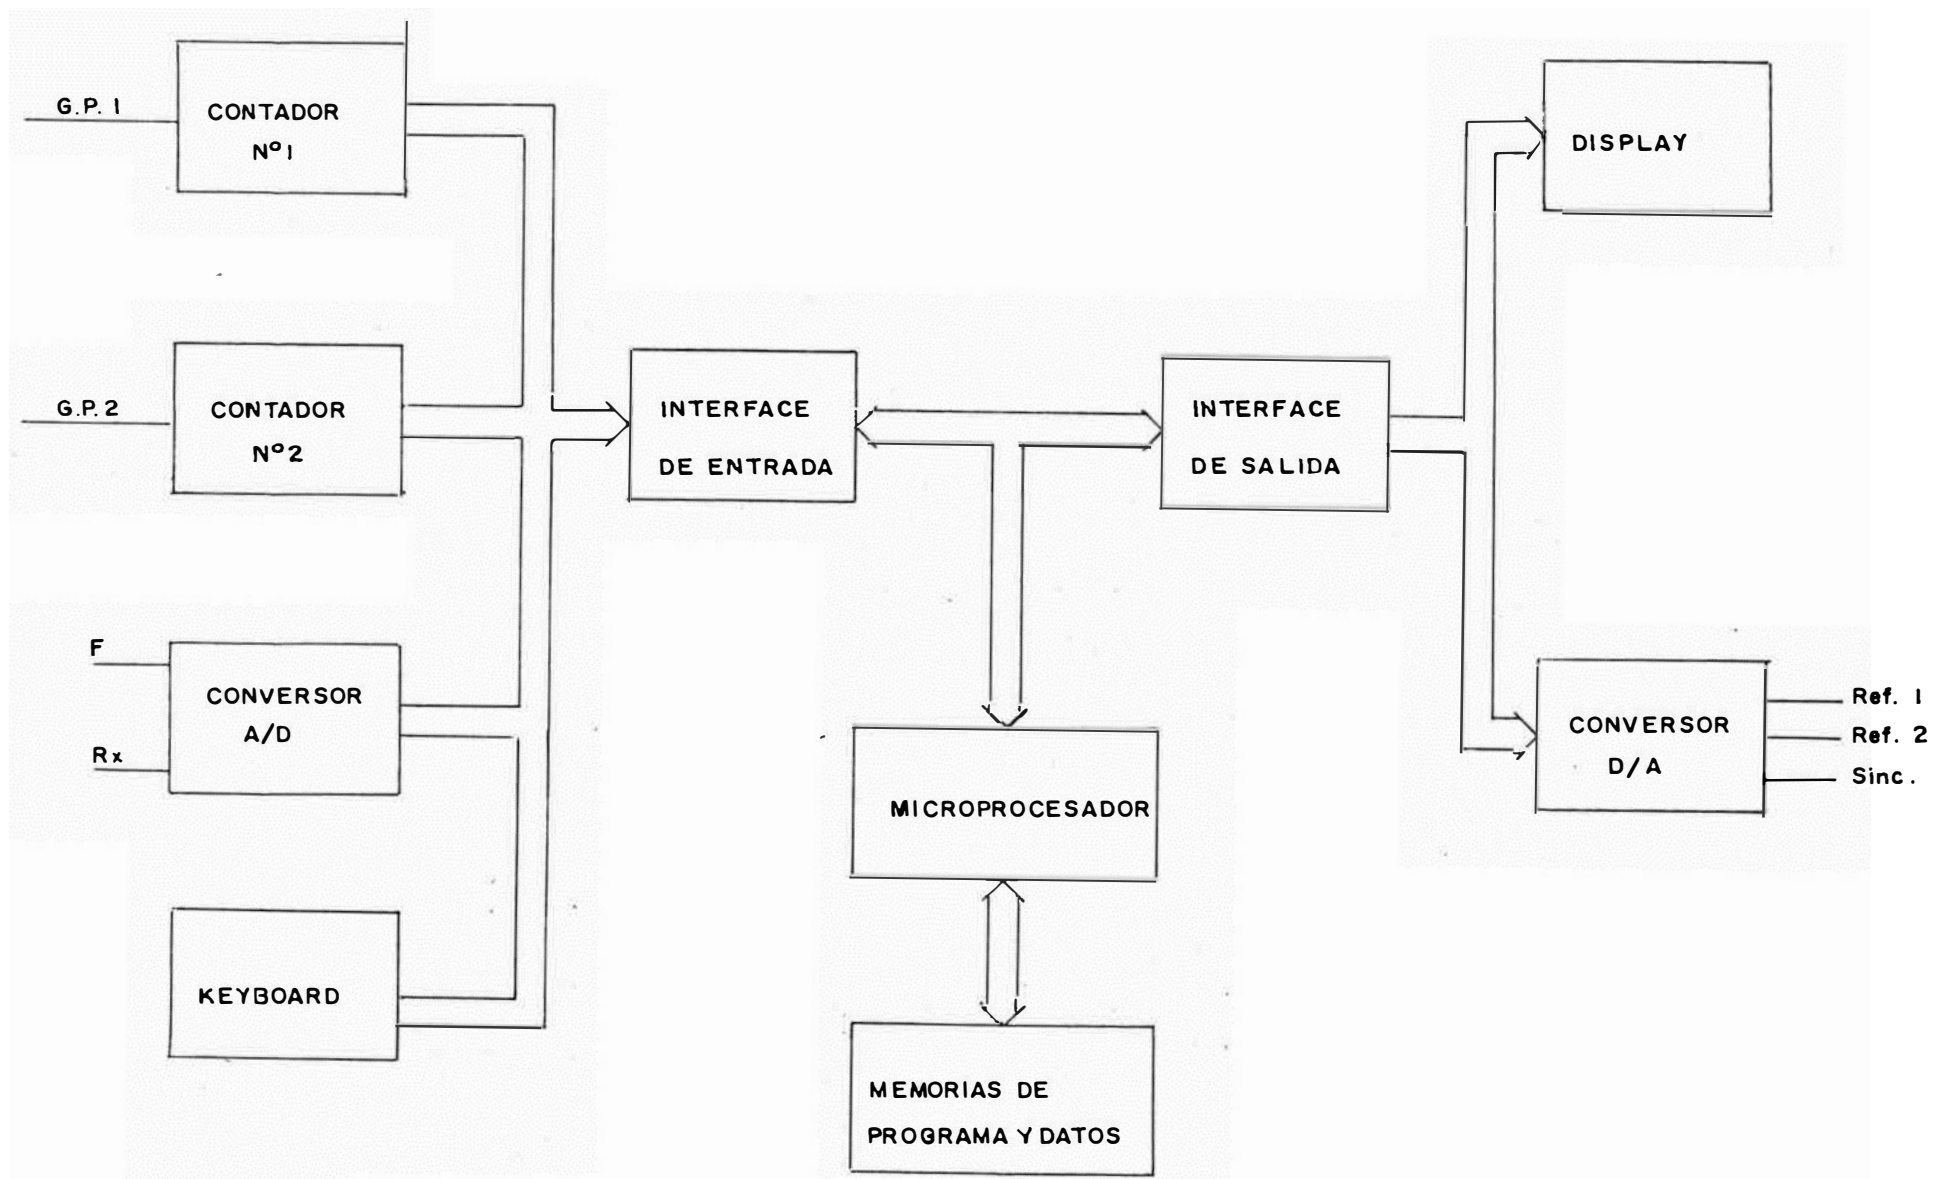 G.P. 1
CONTADOR
Nº1
G.P. 2
CONTADOR
Nº2
F
Rx
CONVERSOR
A/D
KEYBOARD
INTERFACE
DE ENTRADA
INTERFACE
DE SALIDA
MICROPROCESADOR
MEMORIAS DE
PROGRAMA Y DATOS
DISPLAY
CONVERSOR
D/A
Ref. 1
Ref. 2
Sinc.